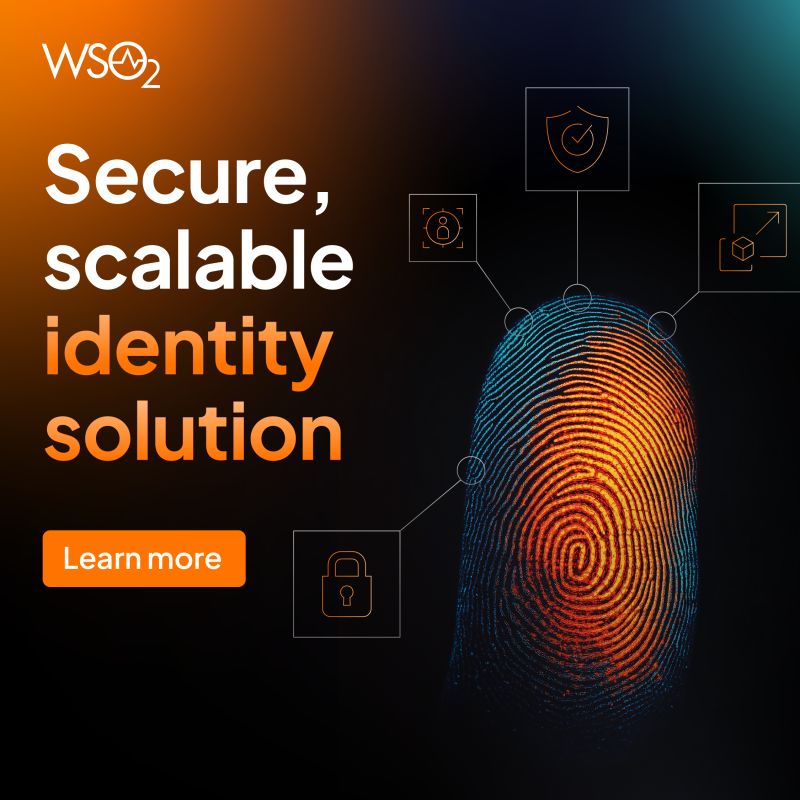 WSO2
Secure,
scalable
identity
solution
Learn more